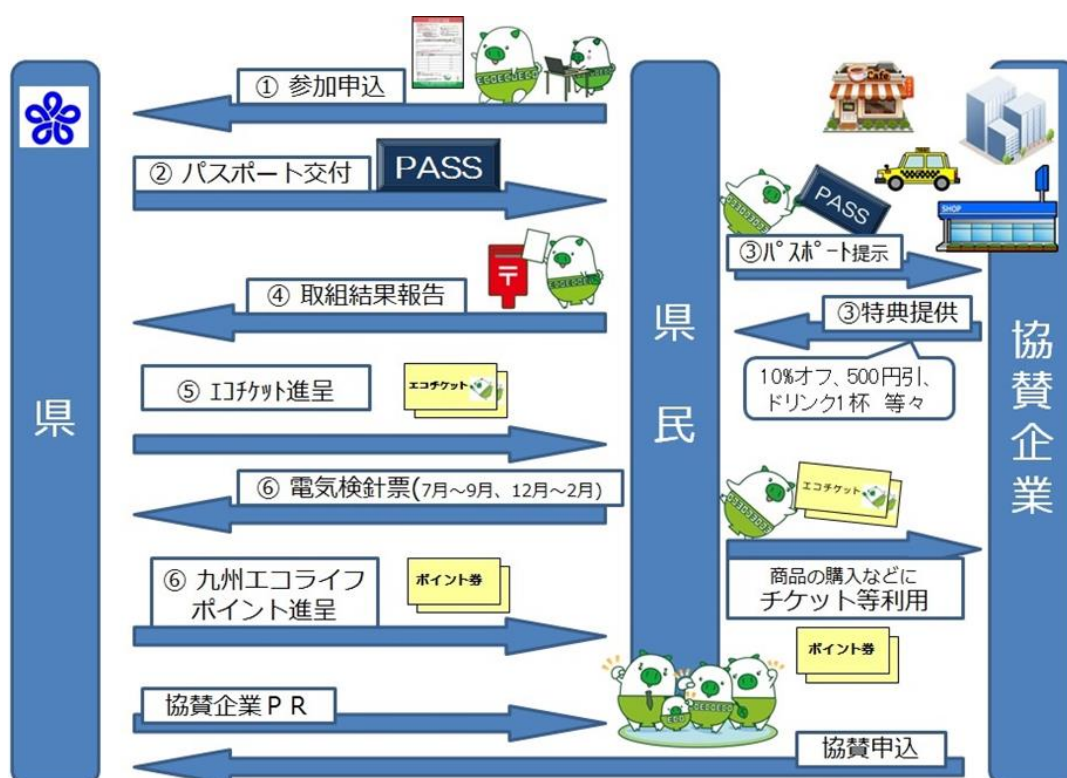 ① 参加申込
② パスポート交付
PASS
④ 取組結果報告
⑤ エコチケット進呈
エコチケット
⑥ 電気検針票(7月～9月、12月～2月)
⑥ 九州エコライフ
ポイント進呈
ポイント券
協賛企業PR
県
県民
ECOECOECO
PASS
Cafe
SHOP
③パスポート提示
③特典提供
10%オフ、500円引、
ドリンク1杯 等々
エコチケット
商品の購入などに
チケット等利用
ポイント券
協賛申込
協賛企業